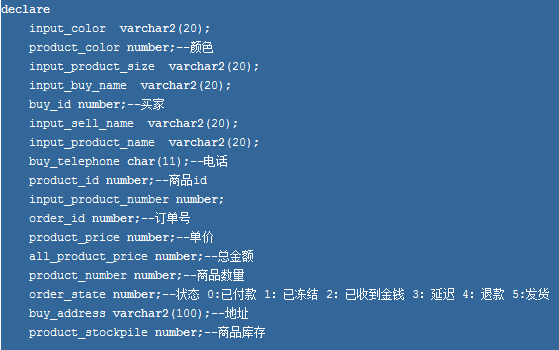 declare
input_color  varchar2(20);
product_color number;--颜色
input_product_size  varchar2(20);
input_buy_name  varchar2(20);
buy_id number;--买家
input_sell_name  varchar2(20);
input_product_name  varchar2(20);
buy_telephone char(11);--电话
product_id number;--商品id
input_product_number number;
order_id number;--订单号
product_price number;--单价
all_product_price number;--总金额
product_number number;--商品数量
order_state number;--状态 0:已付款 1: 已冻结 2: 已收到金钱 3: 延迟 4: 退款 5:发货
buy_address varchar2(100);--地址
product_stockpile number;--商品库存